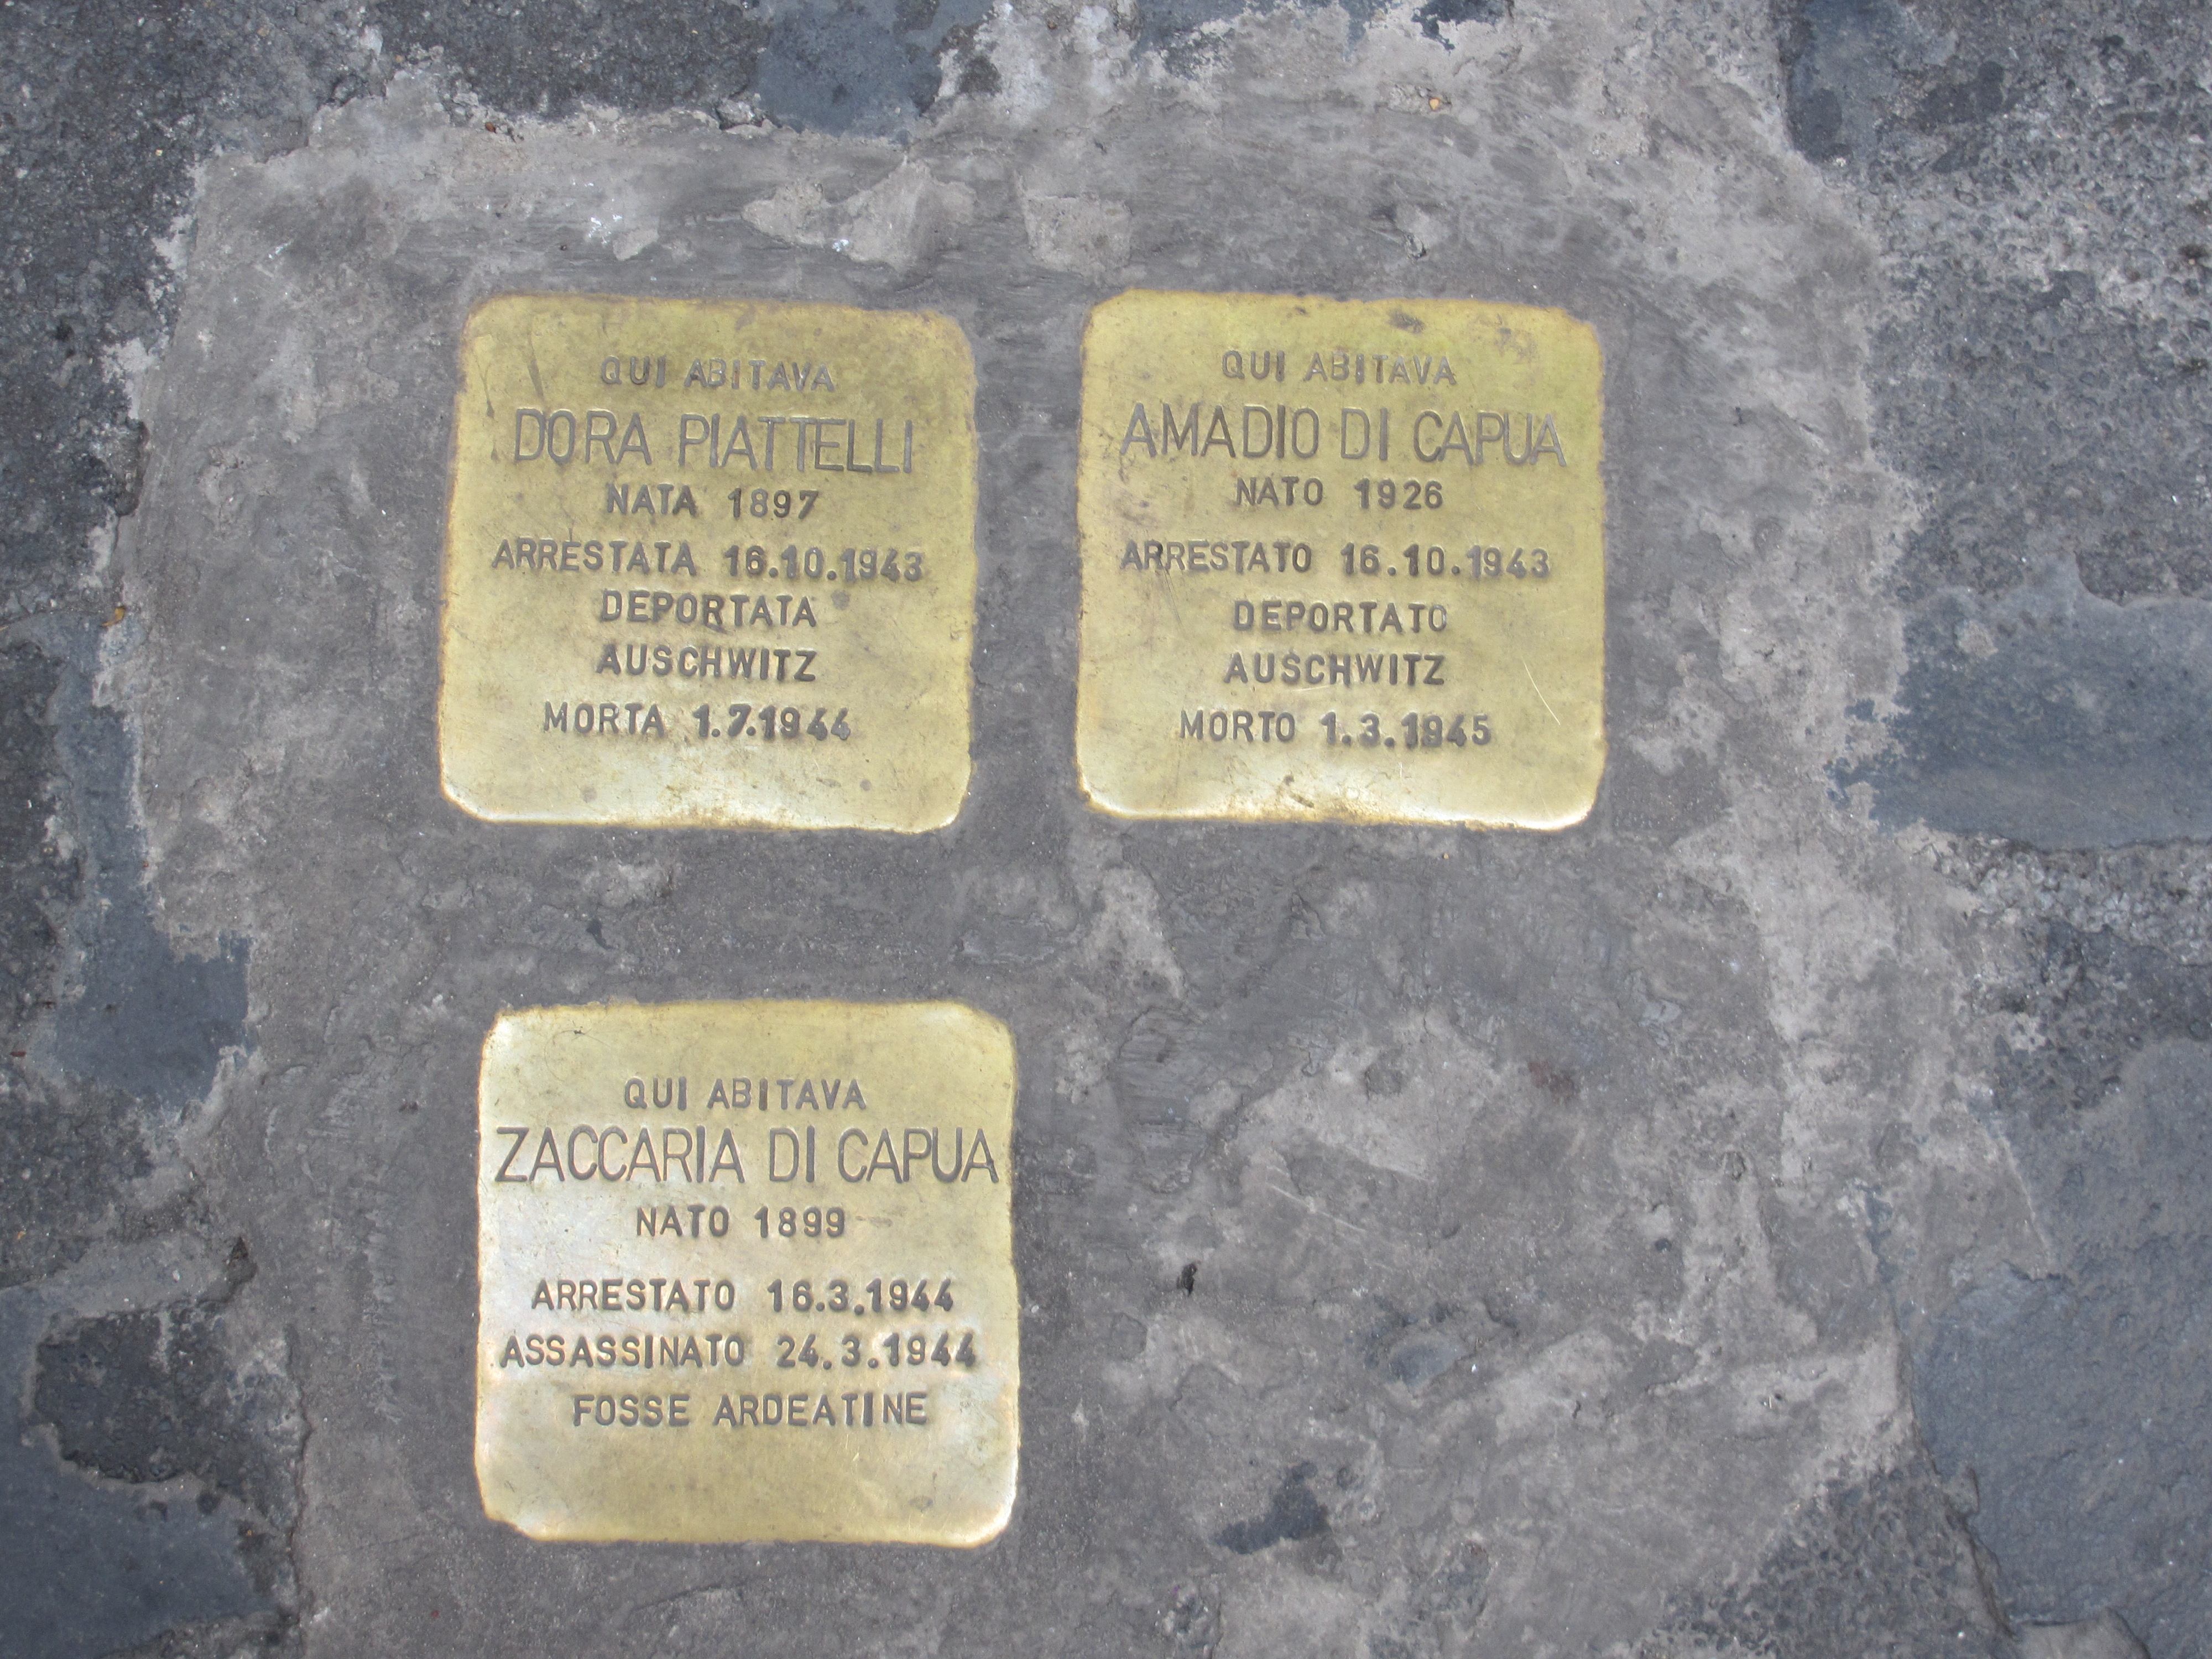 QUI ABITAVA
DORA PIATTELLI
NATA 1897
ARRESTATA 16.10.1943
DEPORTATA
AUSCHWITZ
MORTA 1.7.1944
QUI ABITAVA
AMADIO DI CAPUA
NATO 1926
ARRESTATO 16.10.1943
DEPORTATO
AUSCHWITZ
MORTO 1.3.1945
QUI ABITAVA
ZACCARIA DI CAPUA
NATO 1899
ARRESTATO 16.3.1944
ASSASSINATO 24.3.1944
FOSSE ARDEATINE